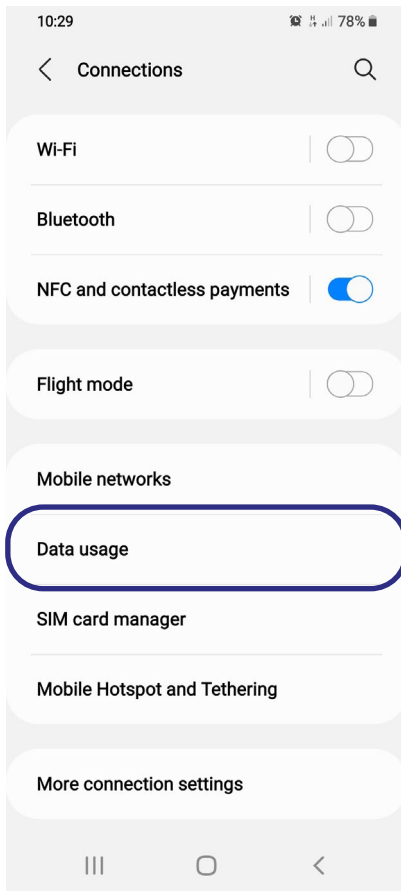 10:29 78%
Connections
Wi-Fi
Bluetooth
NFC and contactless payments
Flight mode
Mobile networks
Data usage
SIM card manager
Mobile Hotspot and Tethering
More connection settings